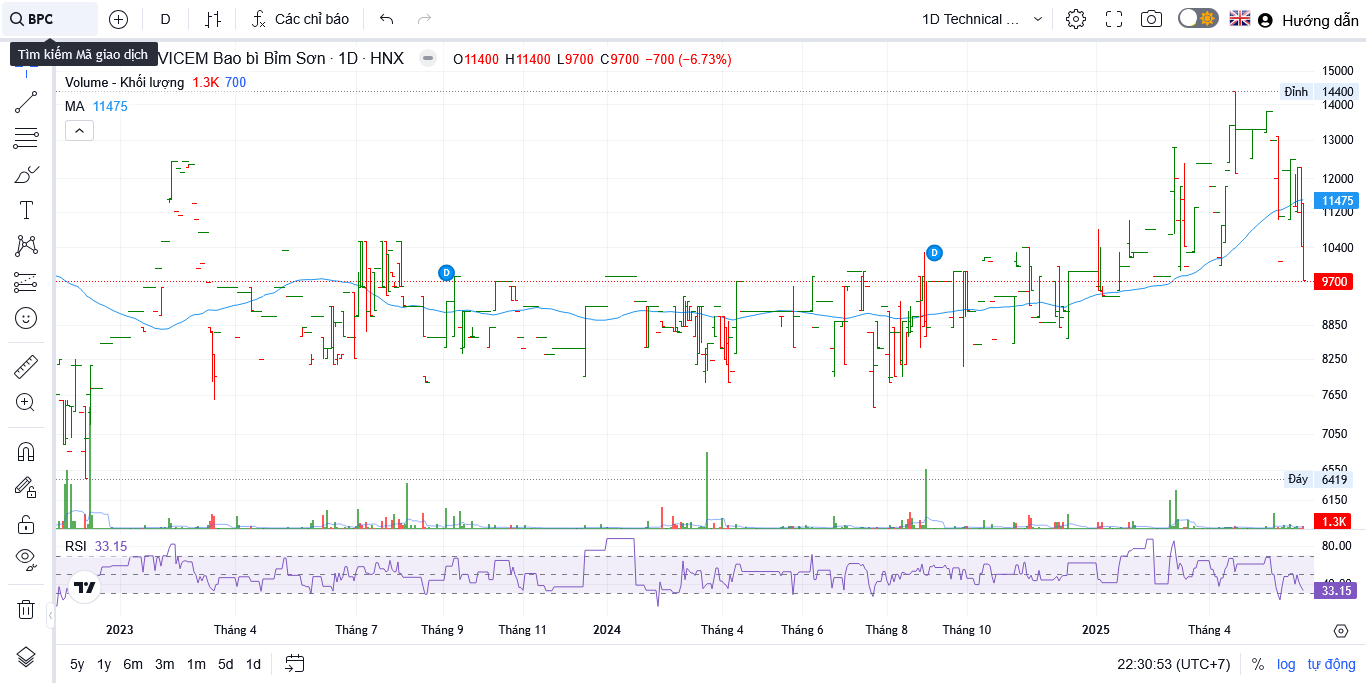 BPC
D
Các chỉ báo
1D Technical ...
Hướng dẫn
Tìm kiếm Mã giao dịch
VICEM Bao bì Bỉm Sơn · 1D · HNX
O11400 H11400 L9700 C9700 −700 (−6.73%)
Volume - Khối lượng 1.3K 700
MA 11475
15000
Đỉnh 14400
14000
13000
12000
11475
11200
10400
D
D
9700
8850
8250
7650
7050
6550
Đáy 6419
6150
1.3K
RSI 33.15
80.00
40.00
33.15
2023 Tháng 4 Tháng 7 Tháng 9 Tháng 11 2024 Tháng 4 Tháng 6 Tháng 8 Tháng 10 2025 Tháng 4
5y 1y 6m 3m 1m 5d 1d
22:30:53 (UTC+7) % log tự động